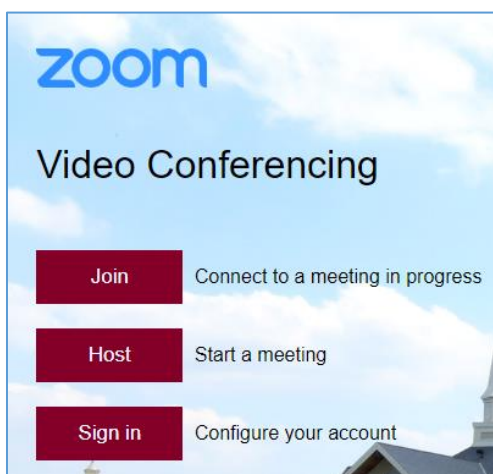 zoom
Video Conferencing
Join Connect to a meeting in progress
Host Start a meeting
Sign in Configure your account